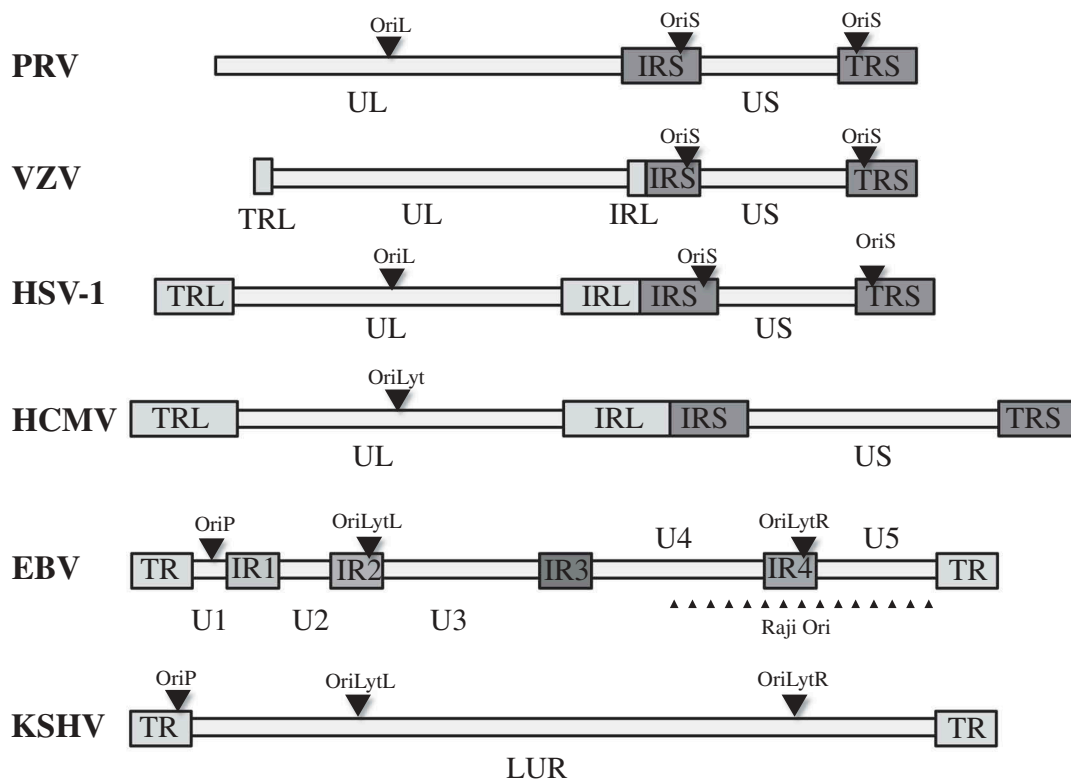 OriL OriS OriS
PRV IRS TRS
UL US
OriS OriS
VZV IRS TRS
TRL UL IRL US
OriL OriS OriS
HSV-1 TRL IRL IRS TRS
UL US
OriLyt
HCMV TRL IRL IRS TRS
UL US
OriP OriLytL U4 OriLytR U5
EBV TR IR1 IR2 IR3 IR4 TR
U1 U2 U3 Raji Ori
OriP OriLytL OriLytR
KSHV TR TR
LUR